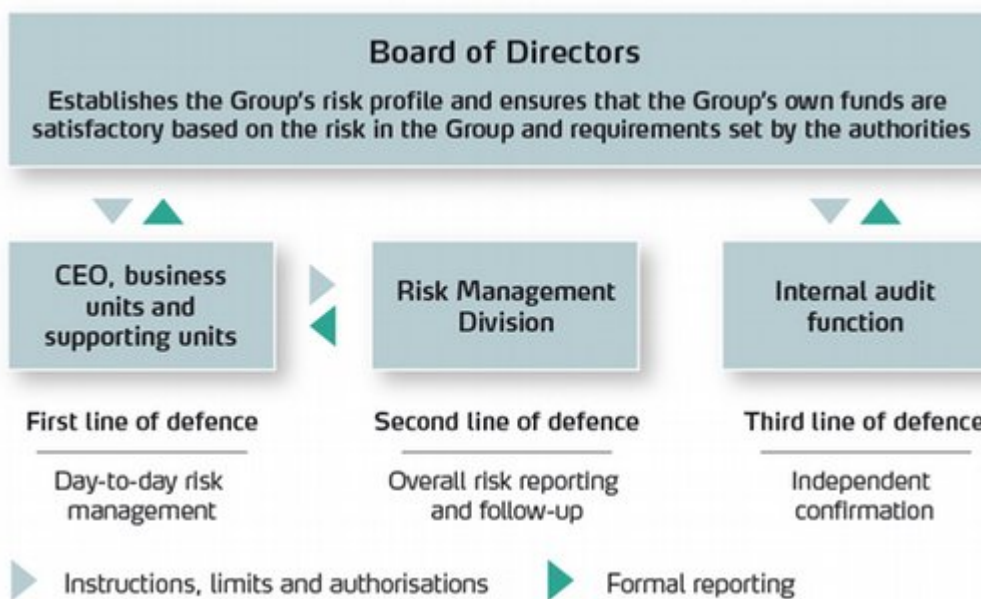 Board of Directors
Establishes the Group's risk profile and ensures that the Group's own funds are
satisfactory based on the risk in the Group and requirements set by the authorities
CEO, business
units and
supporting units
Risk Management
Division
Internal audit
function
First line of defence
Second line of defence
Third line of defence
Day-to-day risk
management
Overall risk reporting
and follow-up
Independent
confirmation
Instructions, limits and authorisations
Formal reporting